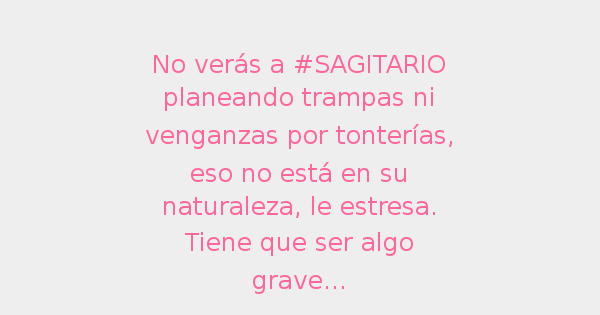 No verás a #SAGITARIO
planeando trampas ni
venganzas por tonterías,
eso no está en su
naturaleza, le estresa.
Tiene que ser algo
grave...